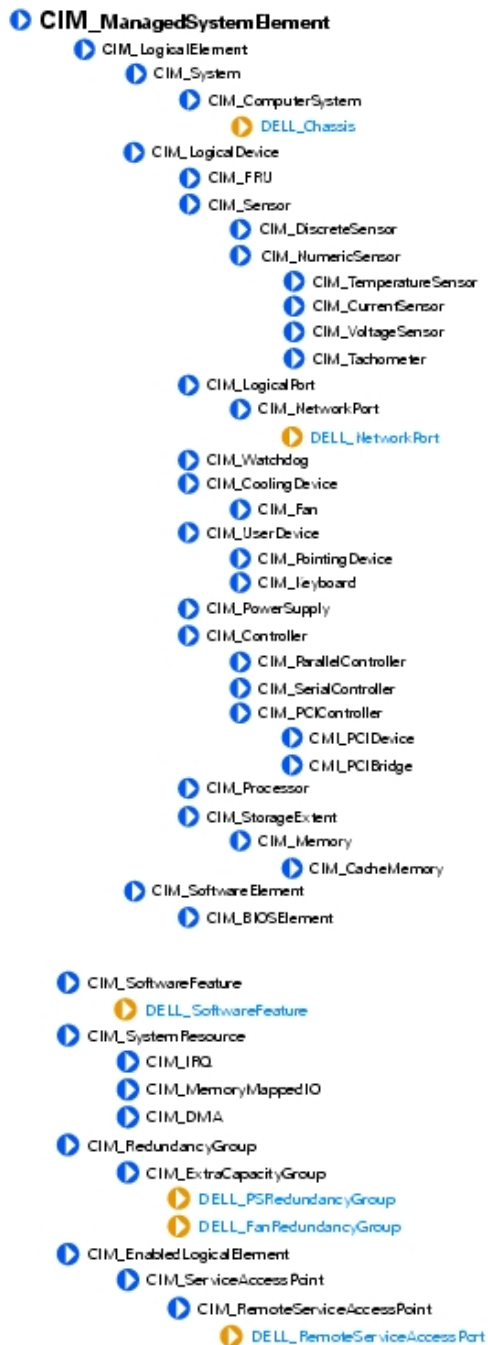 CIM_ManagedSystemElement
CIM_LogicalElement
CIM_System
CIM_ComputerSystem
DELL_Chassis
CIM_LogicalDevice
CIM_FRU
CIM_Sensor
CIM_DiscreteSensor
CIM_NumericSensor
CIM_TemperatureSensor
CIM_CurrentSensor
CIM_VoltageSensor
CIM_Tachometer
CIM_LogicalPort
CIM_NetworkPort
DELL_NetworkPort
CIM_Watchdog
CIM_CoolingDevice
CIM_Fan
CIM_UserDevice
CIM_PointingDevice
CIM_Keyboard
CIM_PowerSupply
CIM_Controller
CIM_ParallelController
CIM_SerialController
CIM_PCIController
CMI_PCIDevice
CMI_PCIBridge
CIM_Processor
CIM_StorageExtent
CIM_Memory
CIM_CacheMemory
CIM_SoftwareElement
CIM_BIOSElement
CIM_SoftwareFeature
DELL_SoftwareFeature
CIM_SystemResource
CIM_IRQ
CIM_MemoryMappedIO
CIM_DMA
CIM_RedundancyGroup
CIM_ExtraCapacityGroup
DELL_PSRedundancyGroup
DELL_FanRedundancyGroup
CIM_EnabledLogicalElement
CIM_ServiceAccessPoint
CIM_RemoteServiceAccessPoint
DELL_RemoteServiceAccessPort